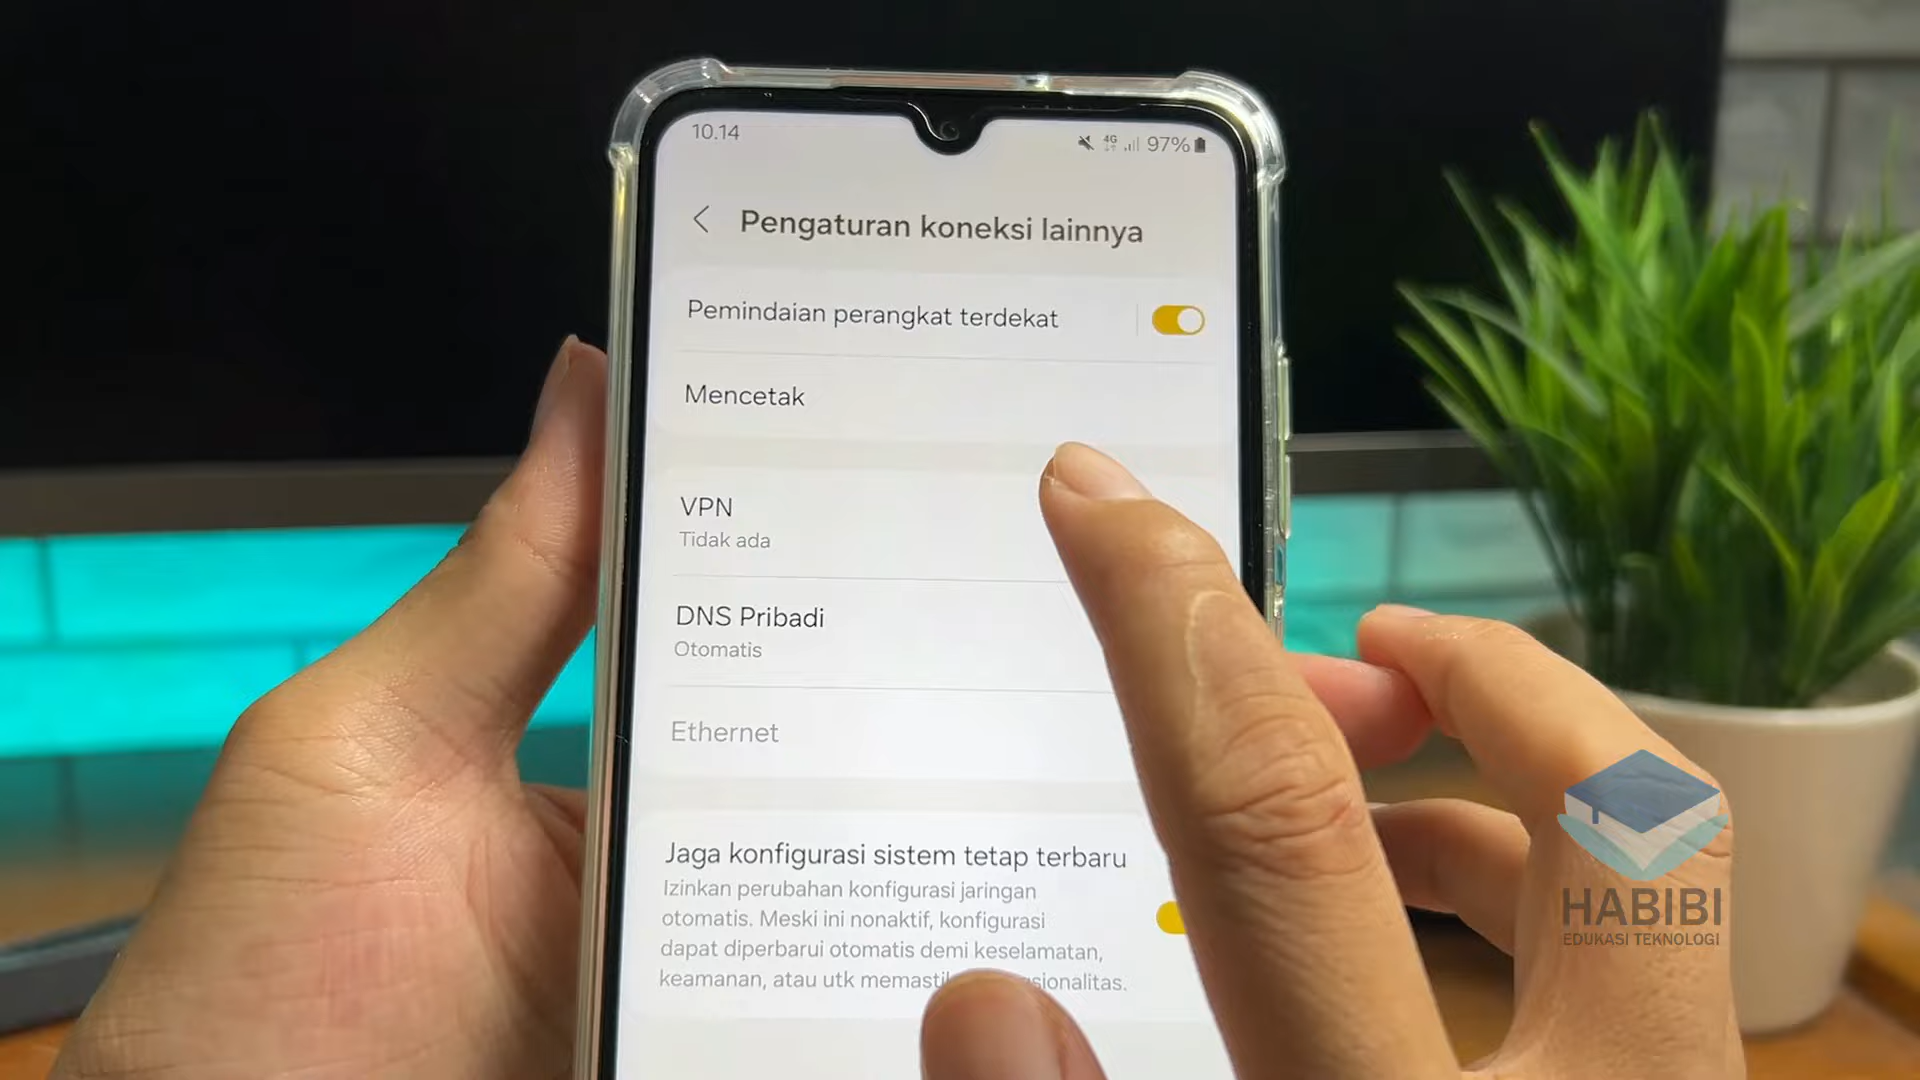 10.14
4G
97%
Pengaturan koneksi lainnya
Pemindaian perangkat terdekat
Mencetak
VPN
Tidak ada
DNS Pribadi
Otomatis
Ethernet
Jaga konfigurasi sistem tetap terbaru
Izinkan perubahan konfigurasi jaringan
otomatis. Meski ini nonaktif, konfigurasi
dapat diperbarui otomatis demi keselamatan,
keamanan, atau utk
HABIBI
EDUKASI TEKNOLOGI